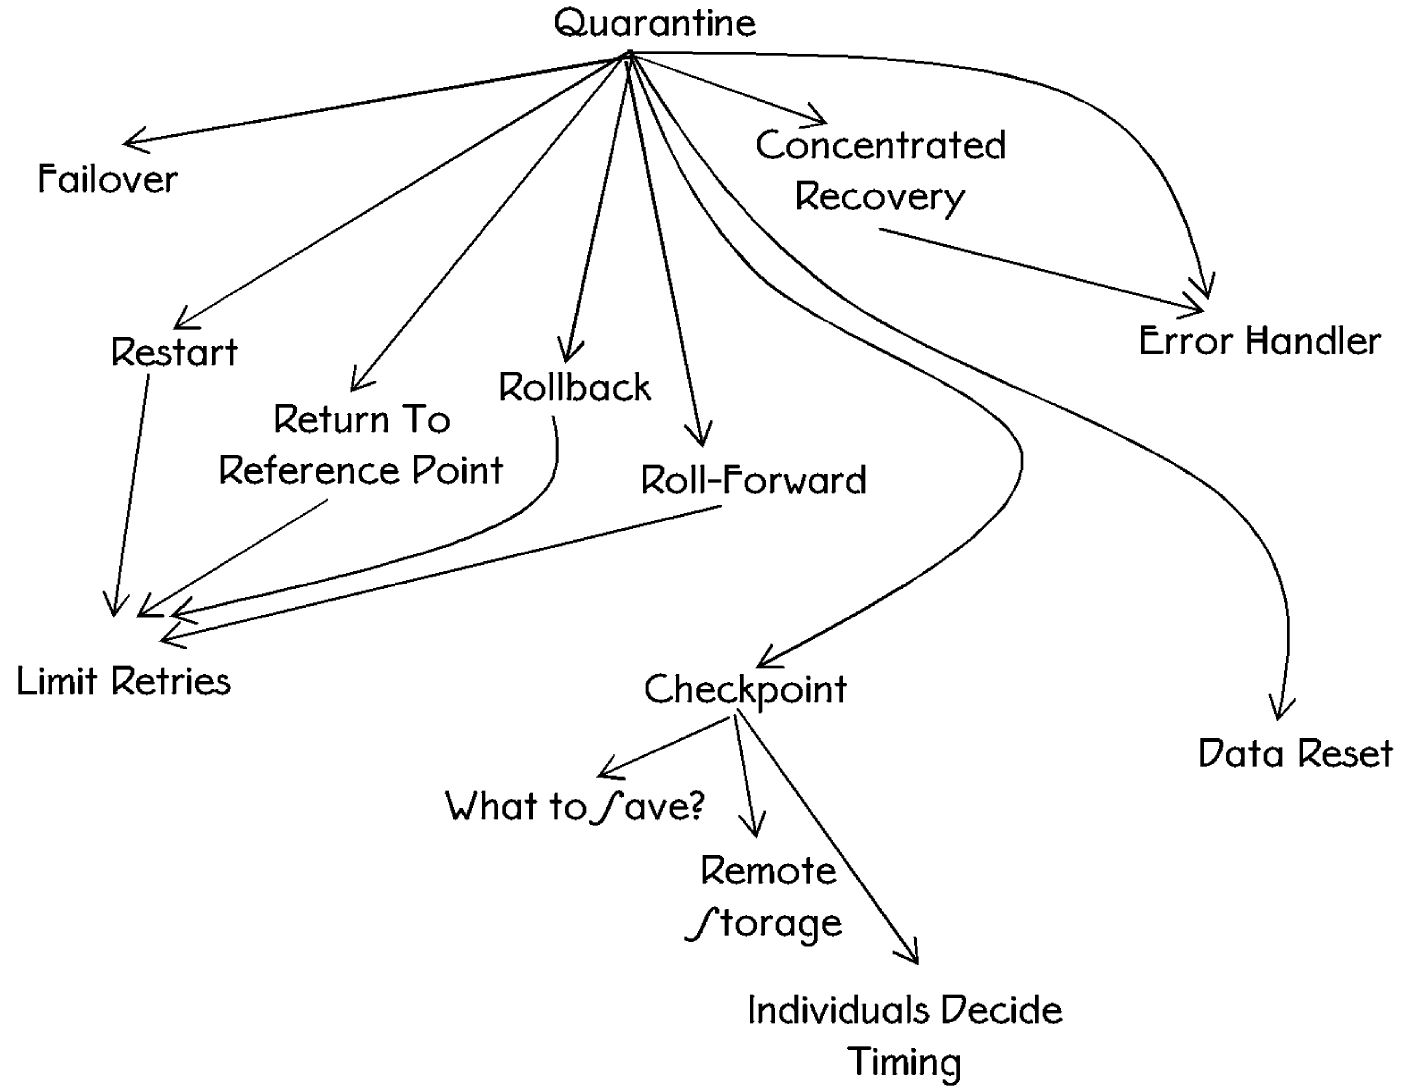 Quarantine
Concentrated
Recovery
Failover
Error Handler
Restart
Rollback
Return To
Reference Point
Roll-Forward
Limit Retries
Checkpoint
Data Reset
What to Save?
Remote
Storage
Individuals Decide
Timing